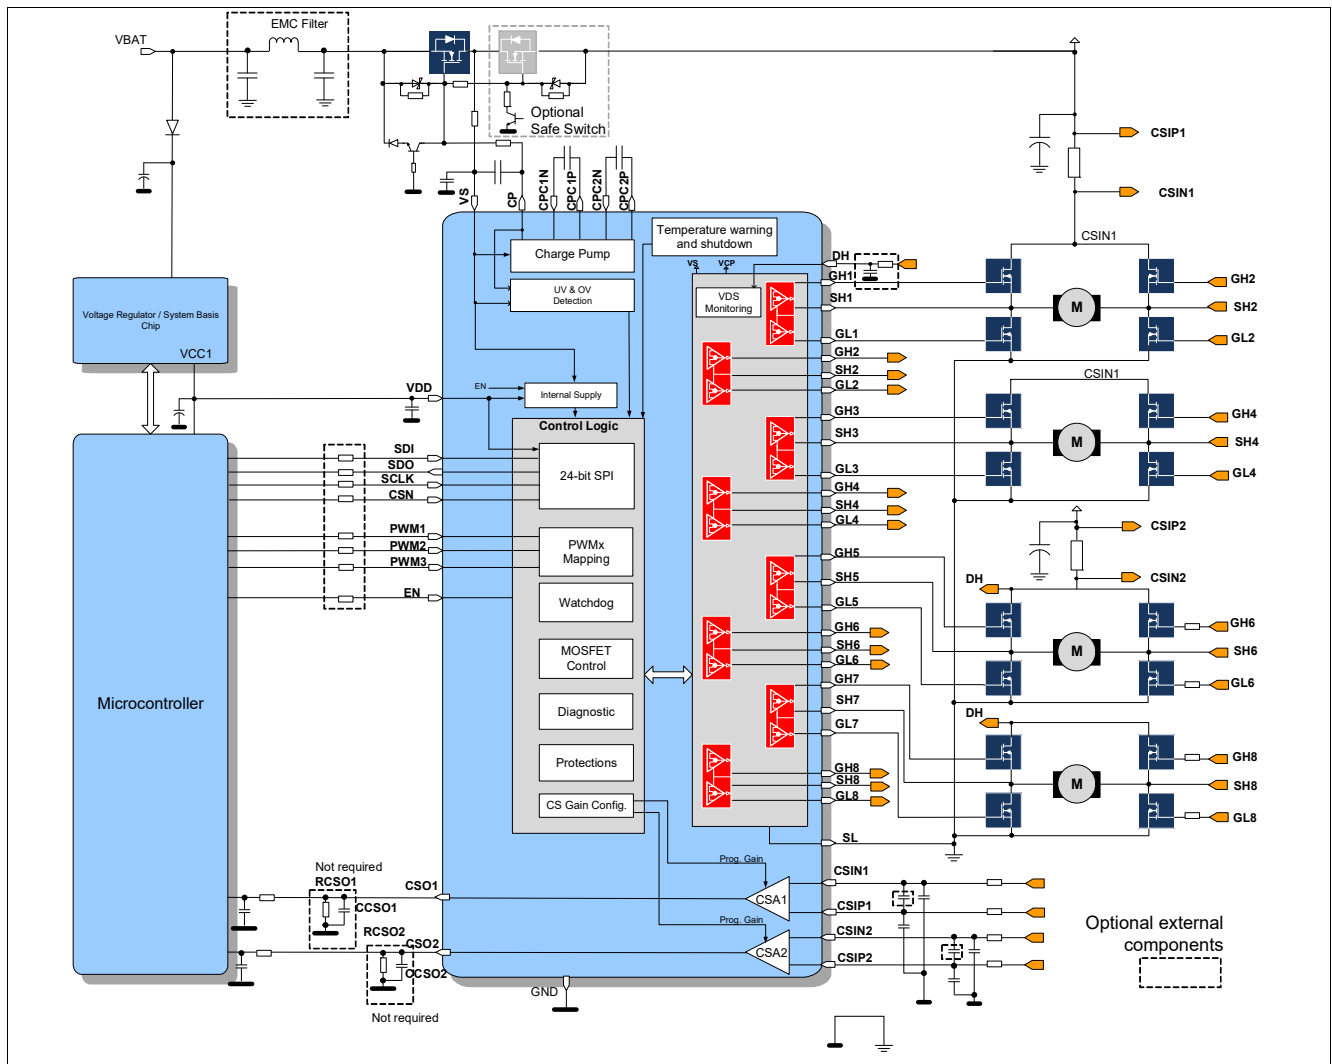 EMC Filter
VBAT
Optional
Safe Switch
CSIP1
CSIN1
VS
CP
CPC1N
CPC1P
CPC2N
CPC2P
Temperature warning
and shutdown
Charge Pump
UV & OV
Detection
VS
VCP
VDS
Monitoring
DH
GH1
SH1
GL1
GH2
SH2
GL2
GH3
SH3
GL3
GH4
SH4
GL4
GH5
SH5
GL5
GH6
SH6
GL6
GH7
SH7
GL7
GH8
SH8
GL8
SL
CSIN1
M
GH2
SH2
GL2
CSIN1
M
GH4
SH4
GL4
CSIP2
CSIN2
DH
M
GH6
SH6
GL6
DH
M
GH8
SH8
GL8
Voltage Regulator / System Basis
Chip
VCC1
VDD
EN
Internal Supply
Control Logic
SDI
SDO
SCLK
CSN
24-bit SPI
PWM1
PWM2
PWM3
PWMx
Mapping
EN
Watchdog
MOSFET
Control
Diagnostic
Protections
CS Gain Config.
Microcontroller
Prog. Gain
CSA1
Prog. Gain
CSA2
CSIN1
CSIP1
CSIN2
CSIP2
Not required
RCSO1
CCSO1
CSO1
RCSO2
CSO2
CCSO2
Not required
GND
Optional external
components